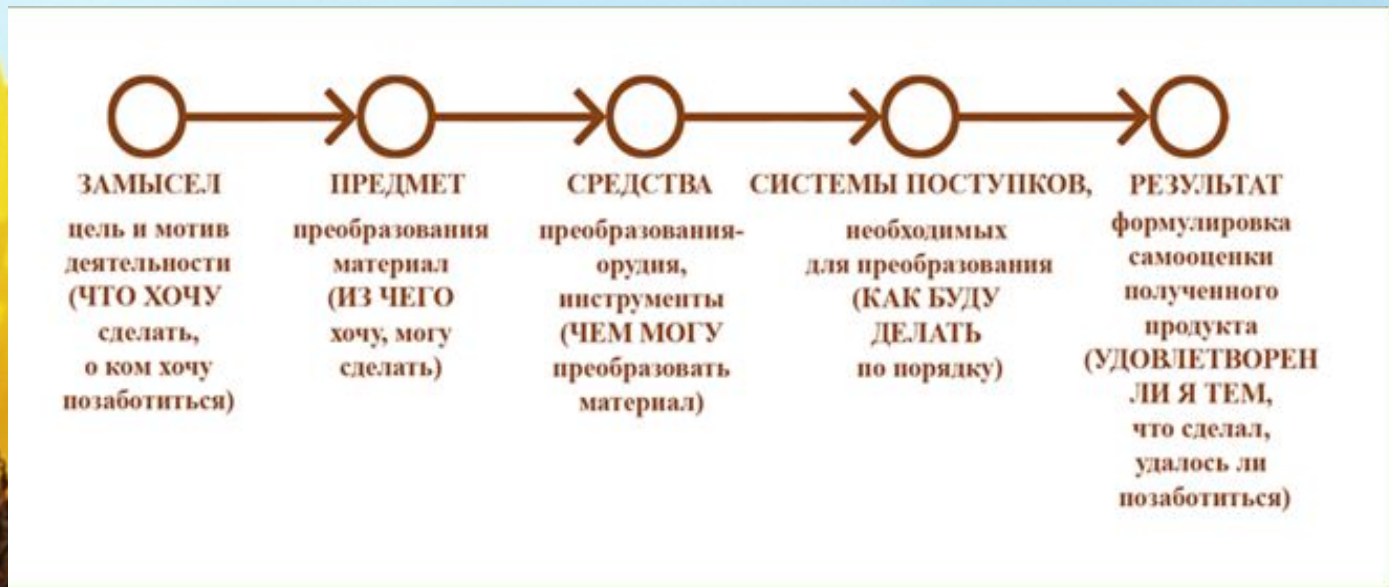 ЗАМЫСЕЛ
цель и мотив
деятельности
(ЧТО ХОЧУ
сделать,
о ком хочу
позаботиться)
ПРЕДМЕТ
преобразования
материал
(ИЗ ЧЕГО
хочу, могу
сделать)
СРЕДСТВА
преобразования-
орудия,
инструменты
(ЧЕМ МОГУ
преобразовать
материал)
СИСТЕМЫ ПОСТУПКОВ,
необходимых
для преобразования
(КАК БУДУ
ДЕЛАТЬ
по порядку)
РЕЗУЛЬТАТ
формулировка
самооценки
полученного
продукта
(УДОВЛЕТВОРЕН
ЛИ Я ТЕМ,
что сделал,
удалось ли
позаботиться)